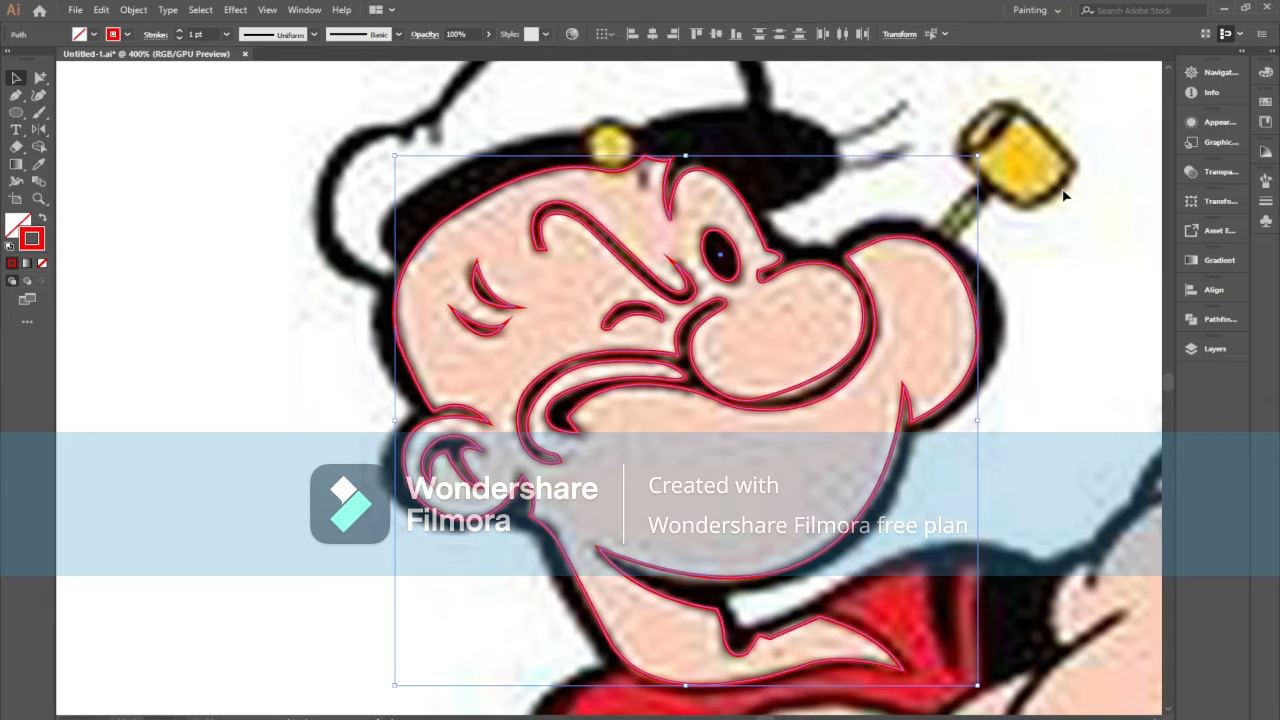 Ai File Edit Object Type Select Effect View Window Help Painting Search Adobe Stock
Path Stroke: 1 pt Uniform Basic Opacity: 100% Style: Transform
Untitled-1.ai* @ 400% (RGB/GPU Preview)
Navigat...
Info
Appear...
Graphic...
Transpa...
Transfo...
Asset E...
Gradient
Align
Pathfin...
Layers
Wondershare
Filmora
Created with
Wondershare Filmora free plan